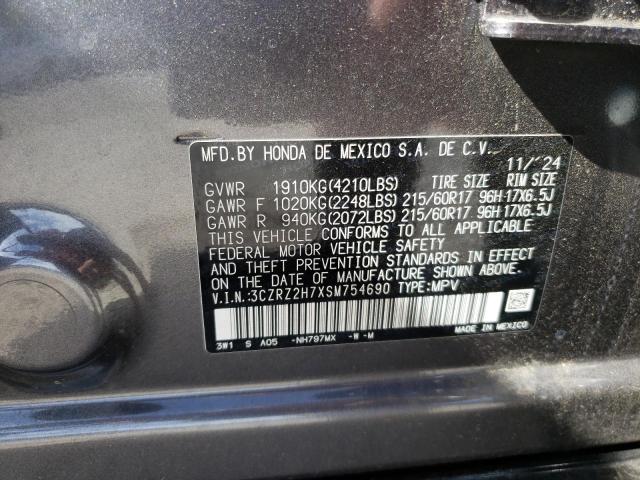 MFD.BY HONDA DE MEXICO S.A. DE C.V. 11/'24
GVWR 1910KG(4210LBS) TIRE SIZE RIM SIZE
GAWR F 1020KG(2248LBS) 215/60R17 96H 17X6.5J
GAWR R 940KG(2072LBS) 215/60R17 96H 17X6.5J
THIS VEHICLE CONFORMS TO ALL APPLICABLE
FEDERAL MOTOR VEHICLE SAFETY
AND THEFT PREVENTION STANDARDS IN EFFECT
ON THE DATE OF MANUFACTURE SHOWN ABOVE.
V.I.N.:3CZRZ2H7XSM754690 TYPE:MPV
3W1 S A05 -NH797MX -W -M MADE IN MEXICO